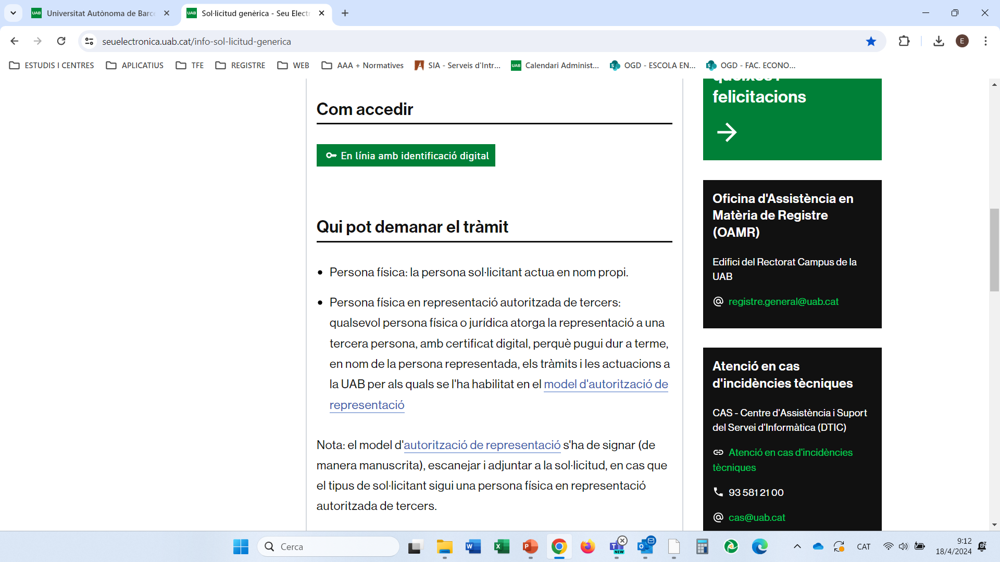 Universitat Autònoma de Barce
Sol·licitud genèrica - Seu Electr
seuelectronica.uab.cat/info-sol-licitud-generica
E
ESTUDIS I CENTRES
APLICATIUS
TFE
REGISTRE
WEB
AAA + Normatives
SIA - Serveis d'Intr...
Calendari Administ...
OGD - ESCOLA EN...
OGD - FAC. ECONO...
Com accedir
En línia amb identificació digital
Qui pot demanar el tràmit
Persona física: la persona sol·licitant actua en nom propi.
Persona física en representació autoritzada de tercers:
qualsevol persona física o jurídica atorga la representació a una
tercera persona, amb certificat digital, perquè pugui dur a terme,
en nom de la persona representada, els tràmits i les actuacions a
la UAB per als quals se l'ha habilitat en el model d'autorització de
representació
Nota: el model d'autorització de representació s'ha de signar (de
manera manuscrita), escanejar i adjuntar a la sol·licitud, en cas que
el tipus de sol·licitant sigui una persona física en representació
autoritzada de tercers.
queixes i
felicitacions
Oficina d'Assistència en
Matèria de Registre
(OAMR)
Edifici del Rectorat Campus de la
UAB
registre.general@uab.cat
Atenció en cas
d'incidències tècniques
CAS - Centre d'Assistència i Suport
del Servei d'Informàtica (DTIC)
Atenció en cas d'incidències
tècniques
93 581 21 00
cas@uab.cat
Cerca
NEW
CAT
9:12
18/4/2024